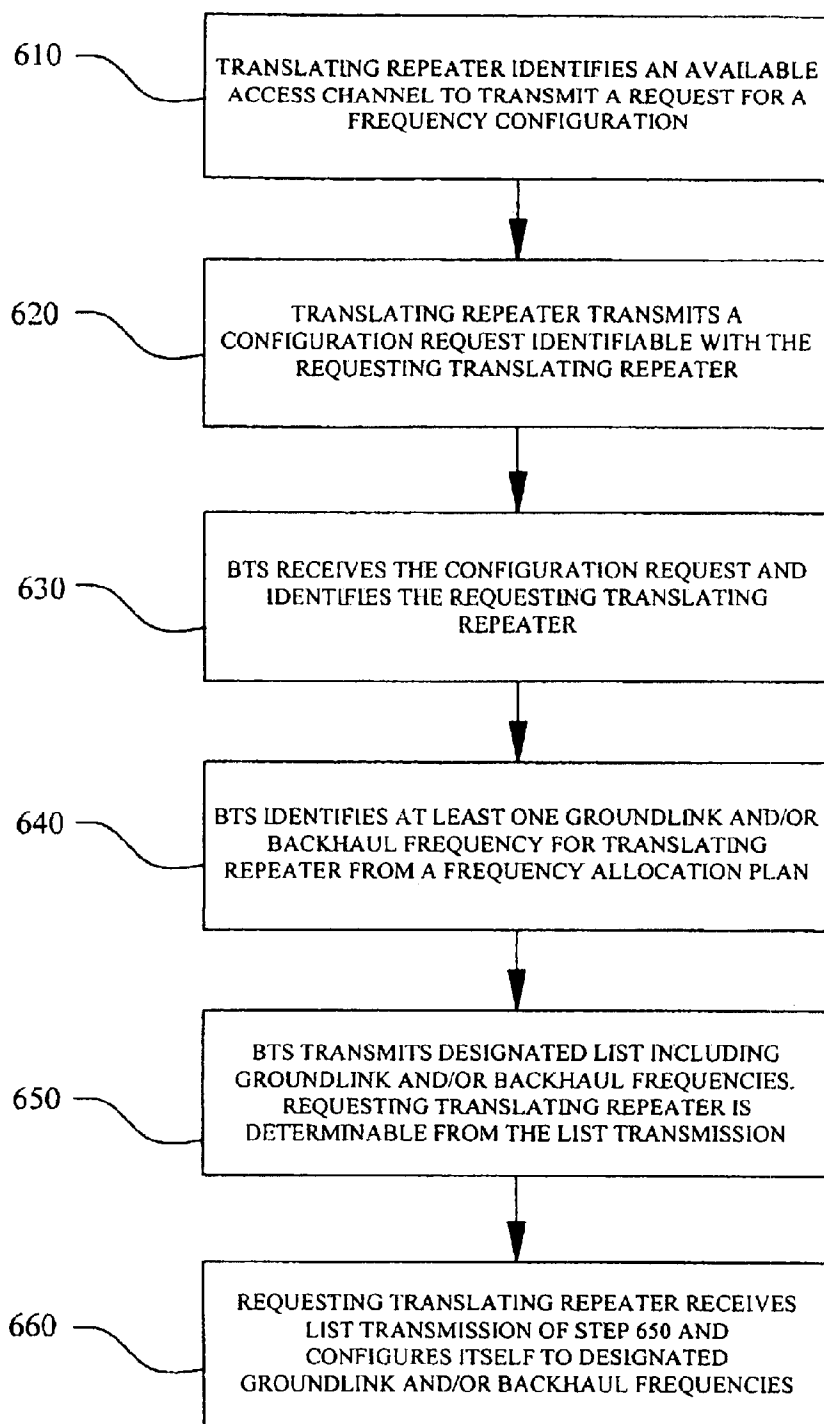 610
TRANSLATING REPEATER IDENTIFIES AN AVAILABLE
ACCESS CHANNEL TO TRANSMIT A REQUEST FOR A
FREQUENCY CONFIGURATION
620
TRANSLATING REPEATER TRANSMITS A
CONFIGURATION REQUEST IDENTIFIABLE WITH THE
REQUESTING TRANSLATING REPEATER
630
BTS RECEIVES THE CONFIGURATION REQUEST AND
IDENTIFIES THE REQUESTING TRANSLATING
REPEATER
640
BTS IDENTIFIES AT LEAST ONE GROUNDLINK AND/OR
BACKHAUL FREQUENCY FOR TRANSLATING
REPEATER FROM A FREQUENCY ALLOCATION PLAN
650
BTS TRANSMITS DESIGNATED LIST INCLUDING
GROUNDLINK AND/OR BACKHAUL FREQUENCIES.
REQUESTING TRANSLATING REPEATER IS
DETERMINABLE FROM THE LIST TRANSMISSION
660
REQUESTING TRANSLATING REPEATER RECEIVES
LIST TRANSMISSION OF STEP 650 AND
CONFIGURES ITSELF TO DESIGNATED
GROUNDLINK AND/OR BACKHAUL FREQUENCIES